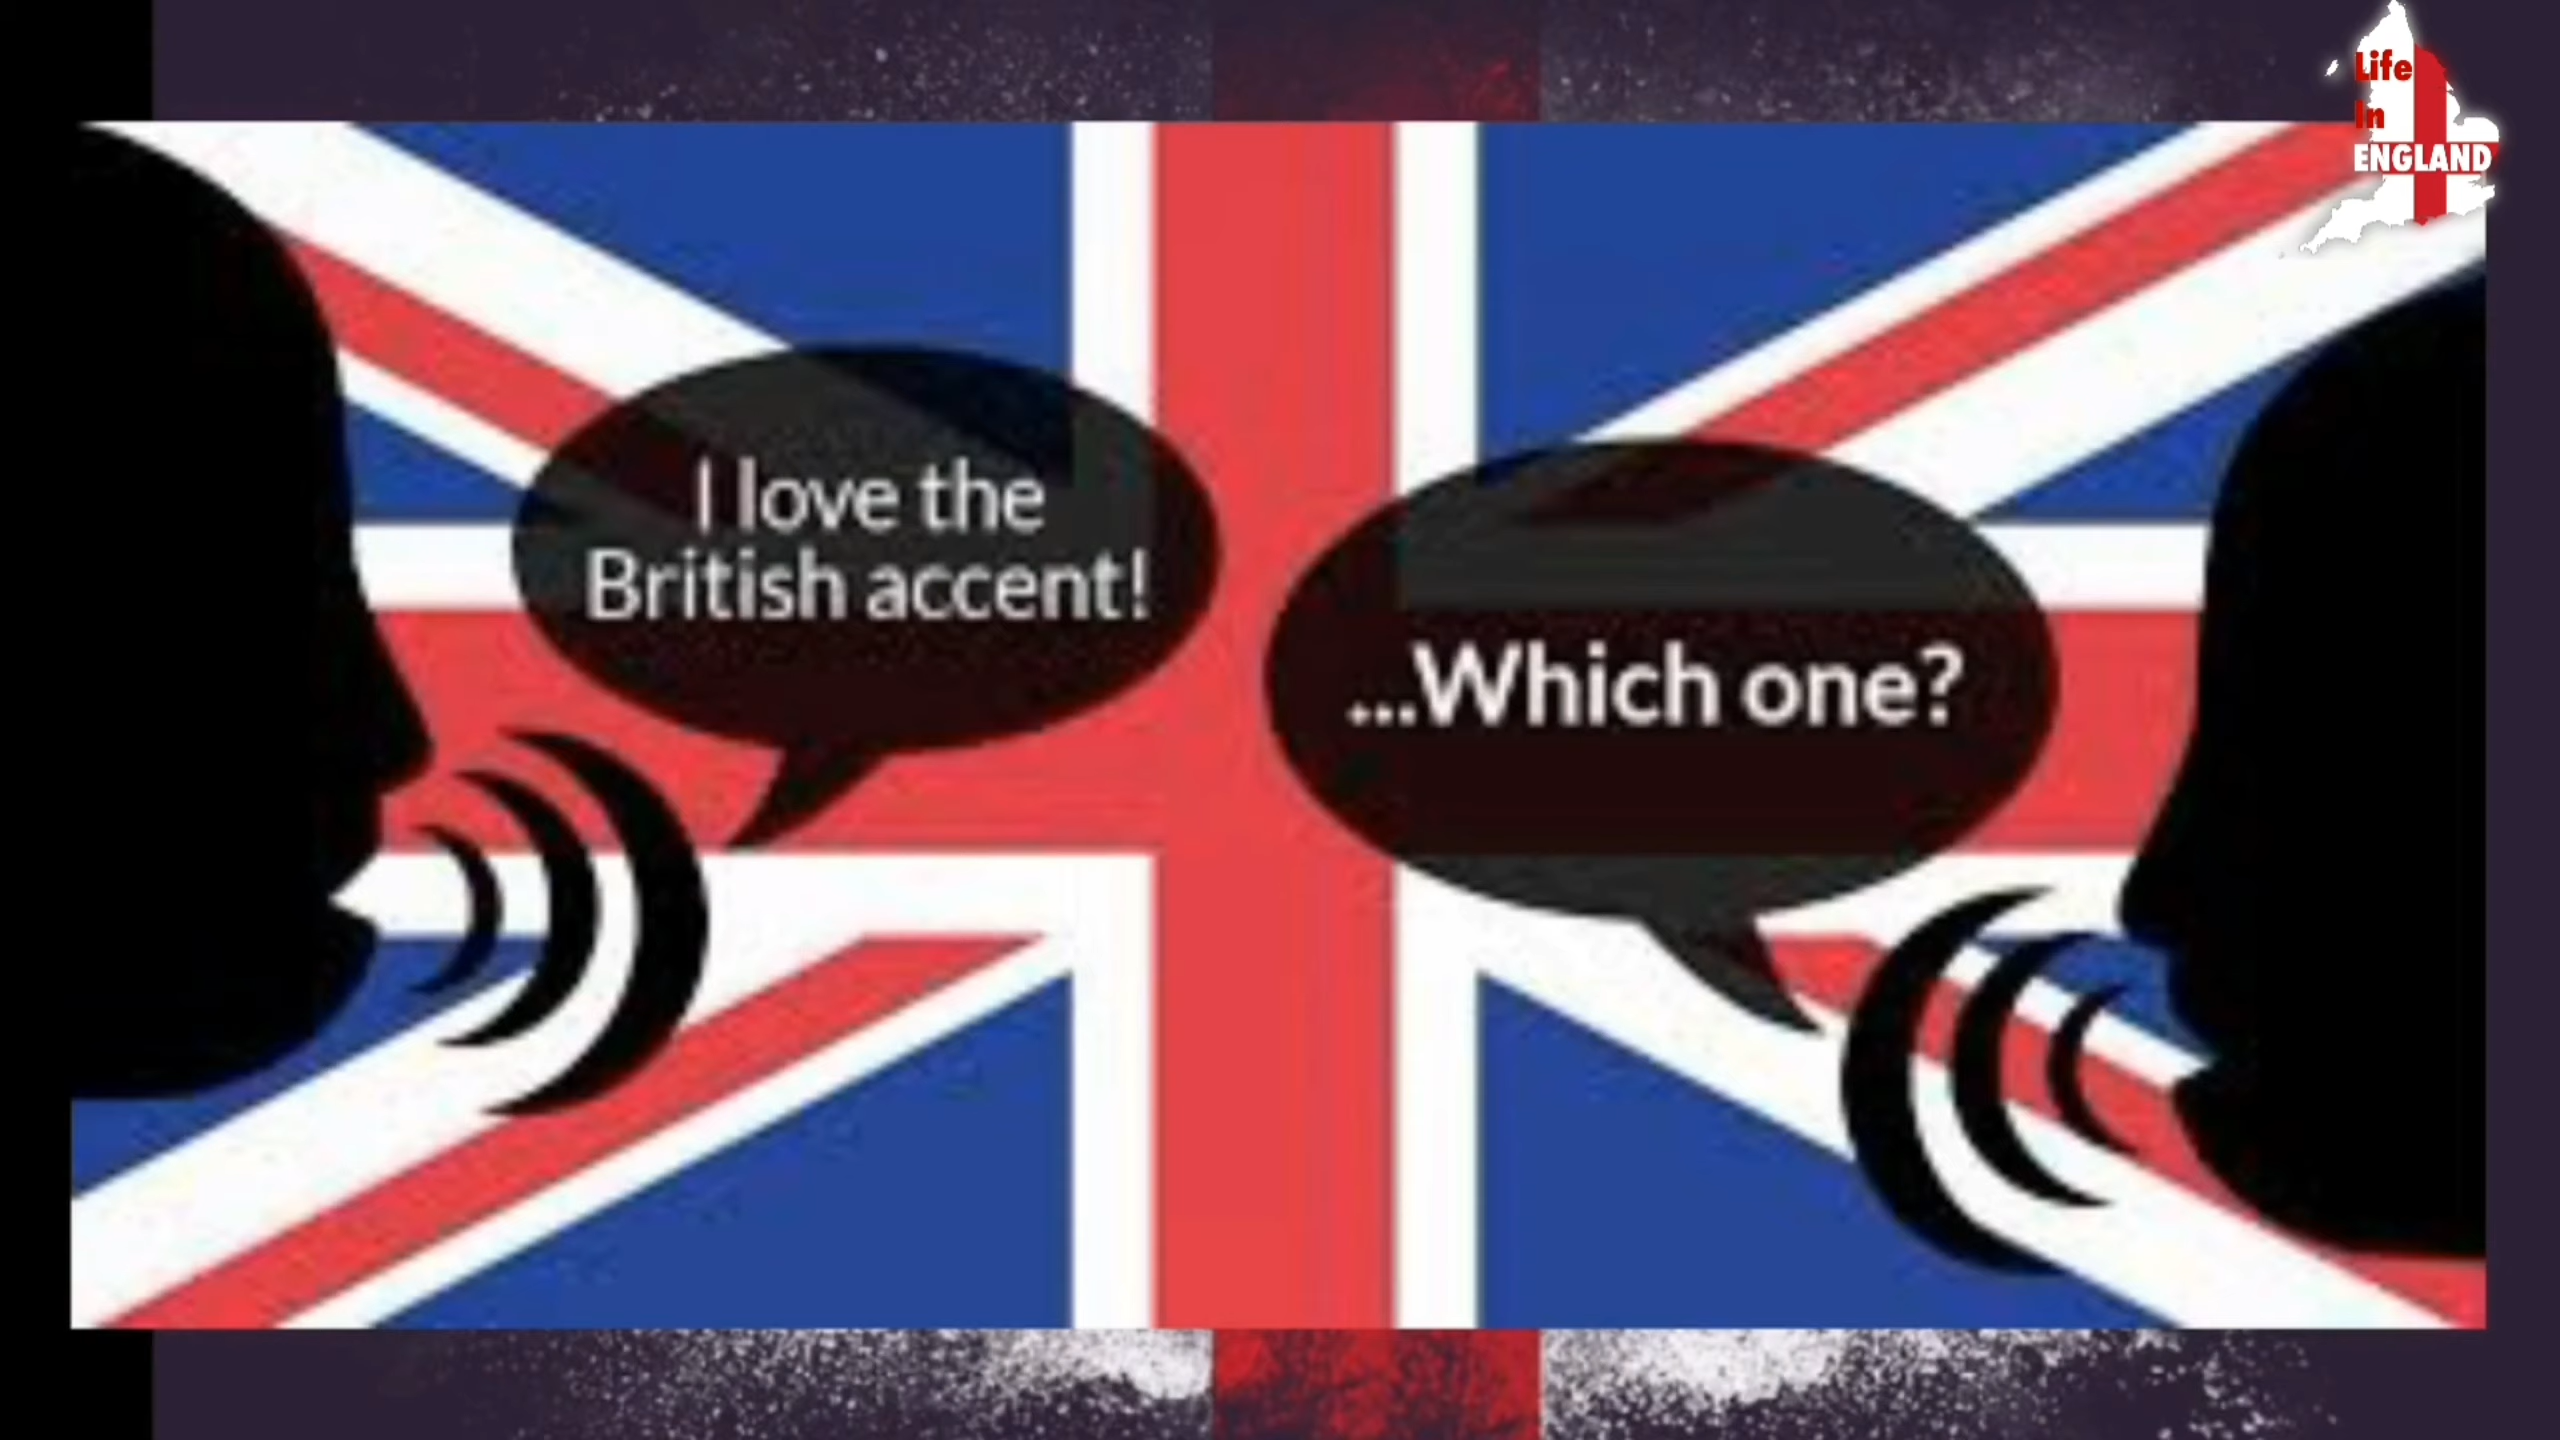 I love the
British accent!
...Which one?
Life
In
ENGLAND